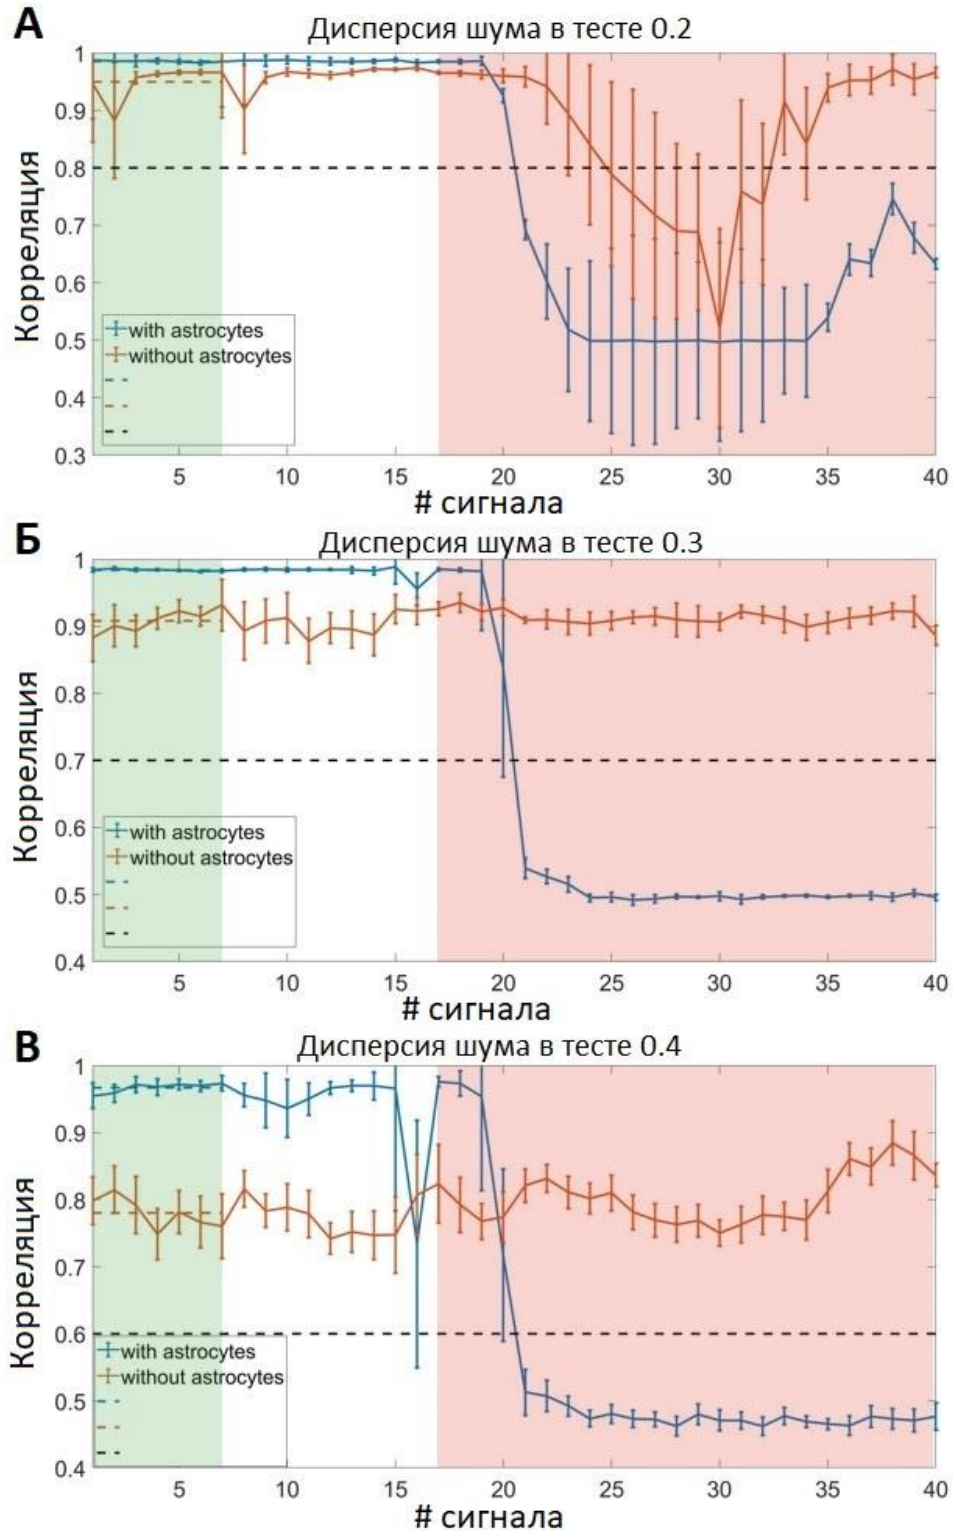 А
Дисперсия шума в тесте 0.2
1
0.9
0.8
0.7
0.6
0.5
0.4
0.3
Корреляция
with astrocytes
without astrocytes
5 10 15 20 25 30 35 40
# сигнала
Б
Дисперсия шума в тесте 0.3
1
0.9
0.8
0.7
0.6
0.5
0.4
Корреляция
with astrocytes
without astrocytes
5 10 15 20 25 30 35 40
# сигнала
В
Дисперсия шума в тесте 0.4
1
0.9
0.8
0.7
0.6
0.5
0.4
Корреляция
with astrocytes
without astrocytes
5 10 15 20 25 30 35 40
# сигнала